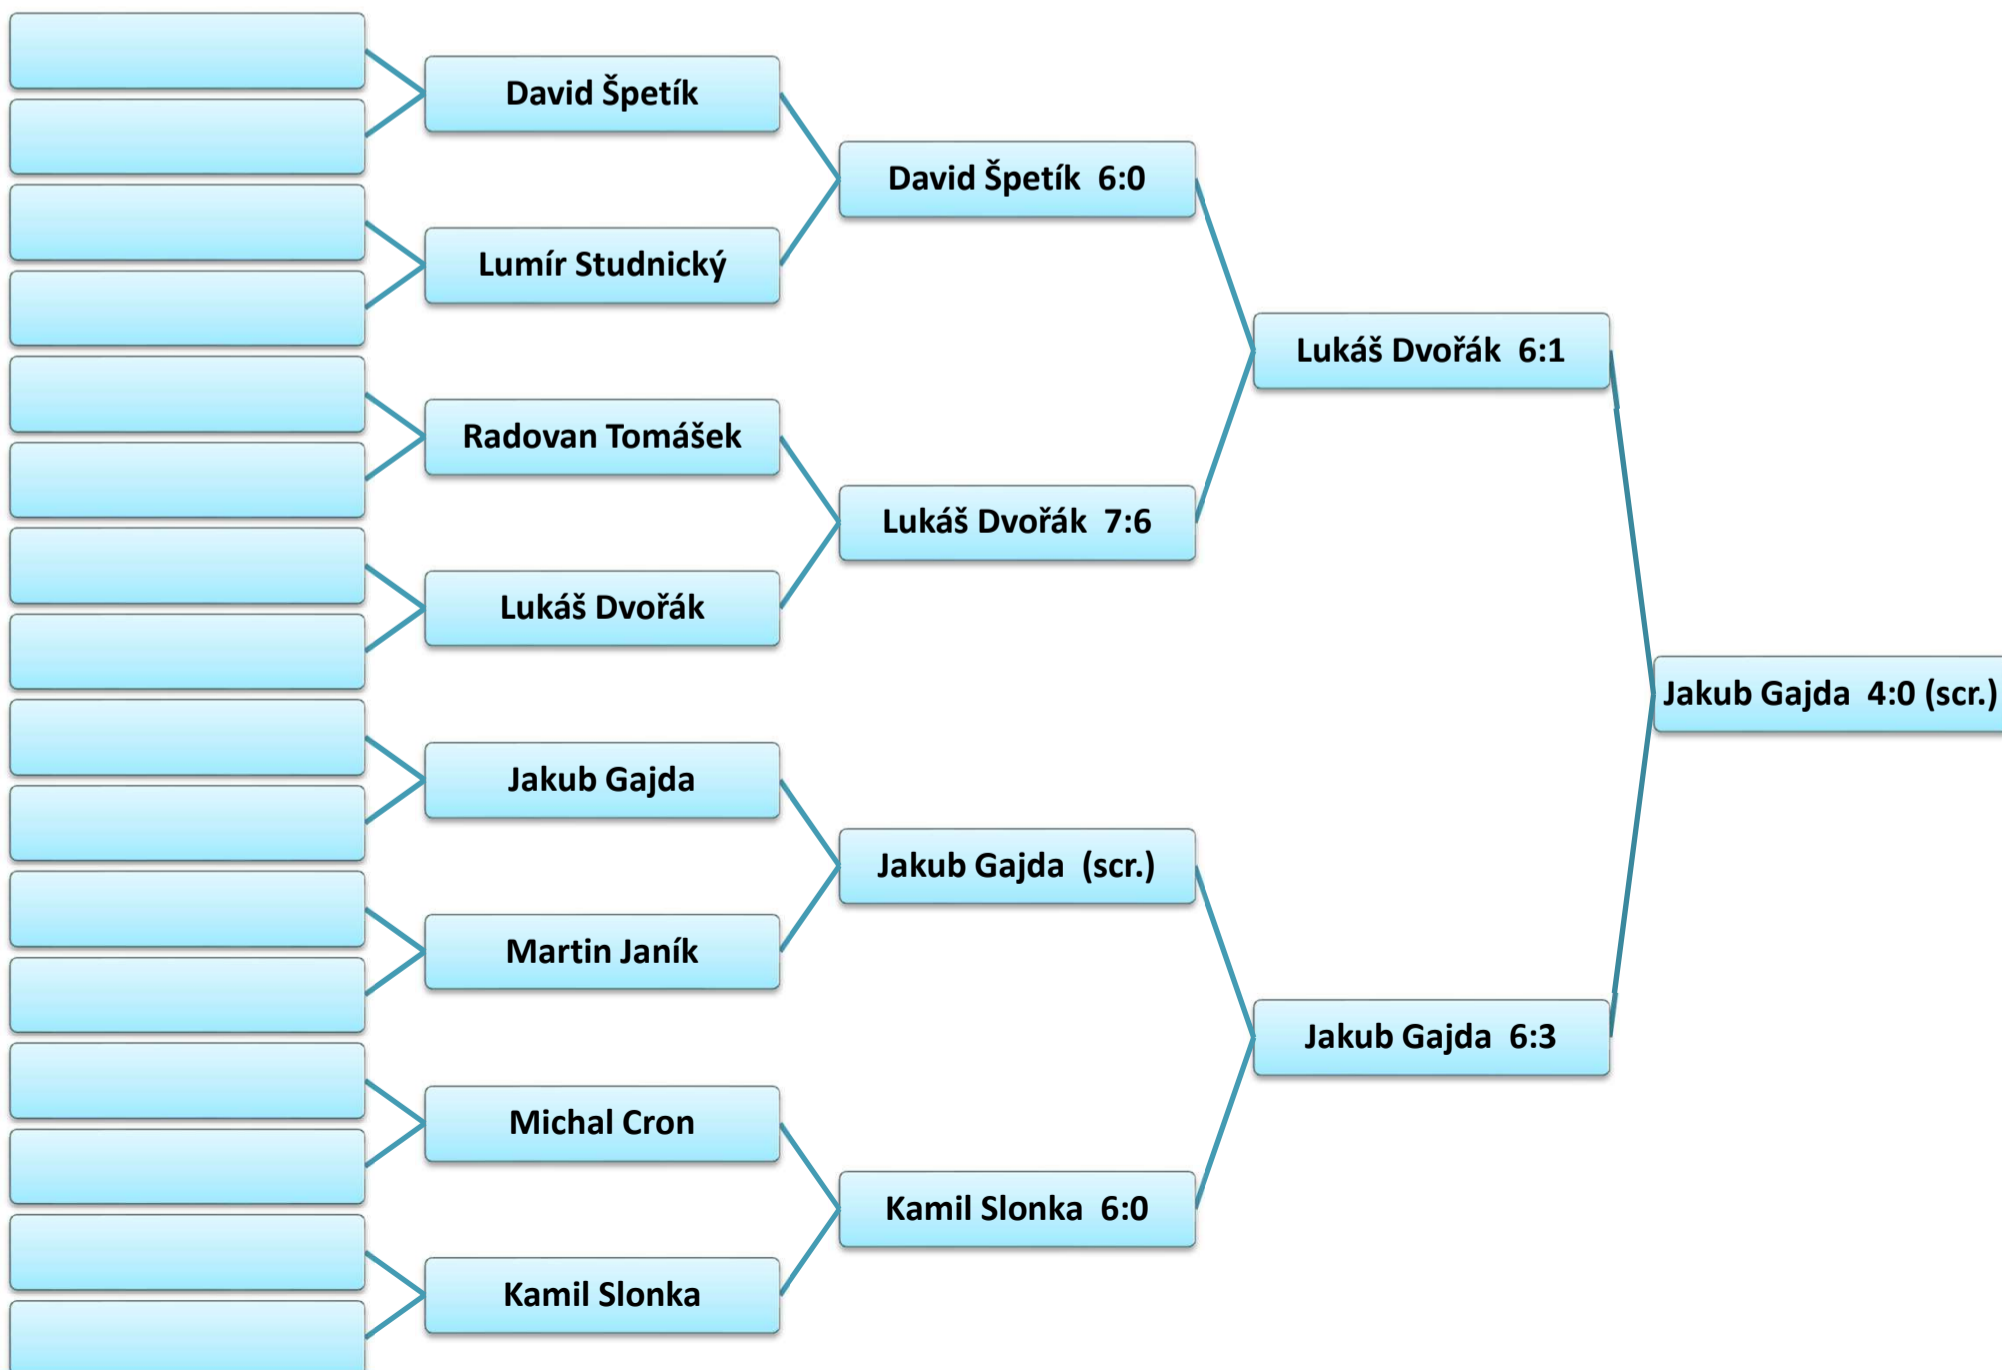 David Špetík
David Špetík  6:0
Lumír Studnický
Lukáš Dvořák  6:1
Radovan Tomášek
Lukáš Dvořák  7:6
Lukáš Dvořák
Jakub Gajda  4:0 (scr.)
Jakub Gajda
Jakub Gajda  (scr.)
Martin Janík
Jakub Gajda  6:3
Michal Cron
Kamil Slonka  6:0
Kamil Slonka